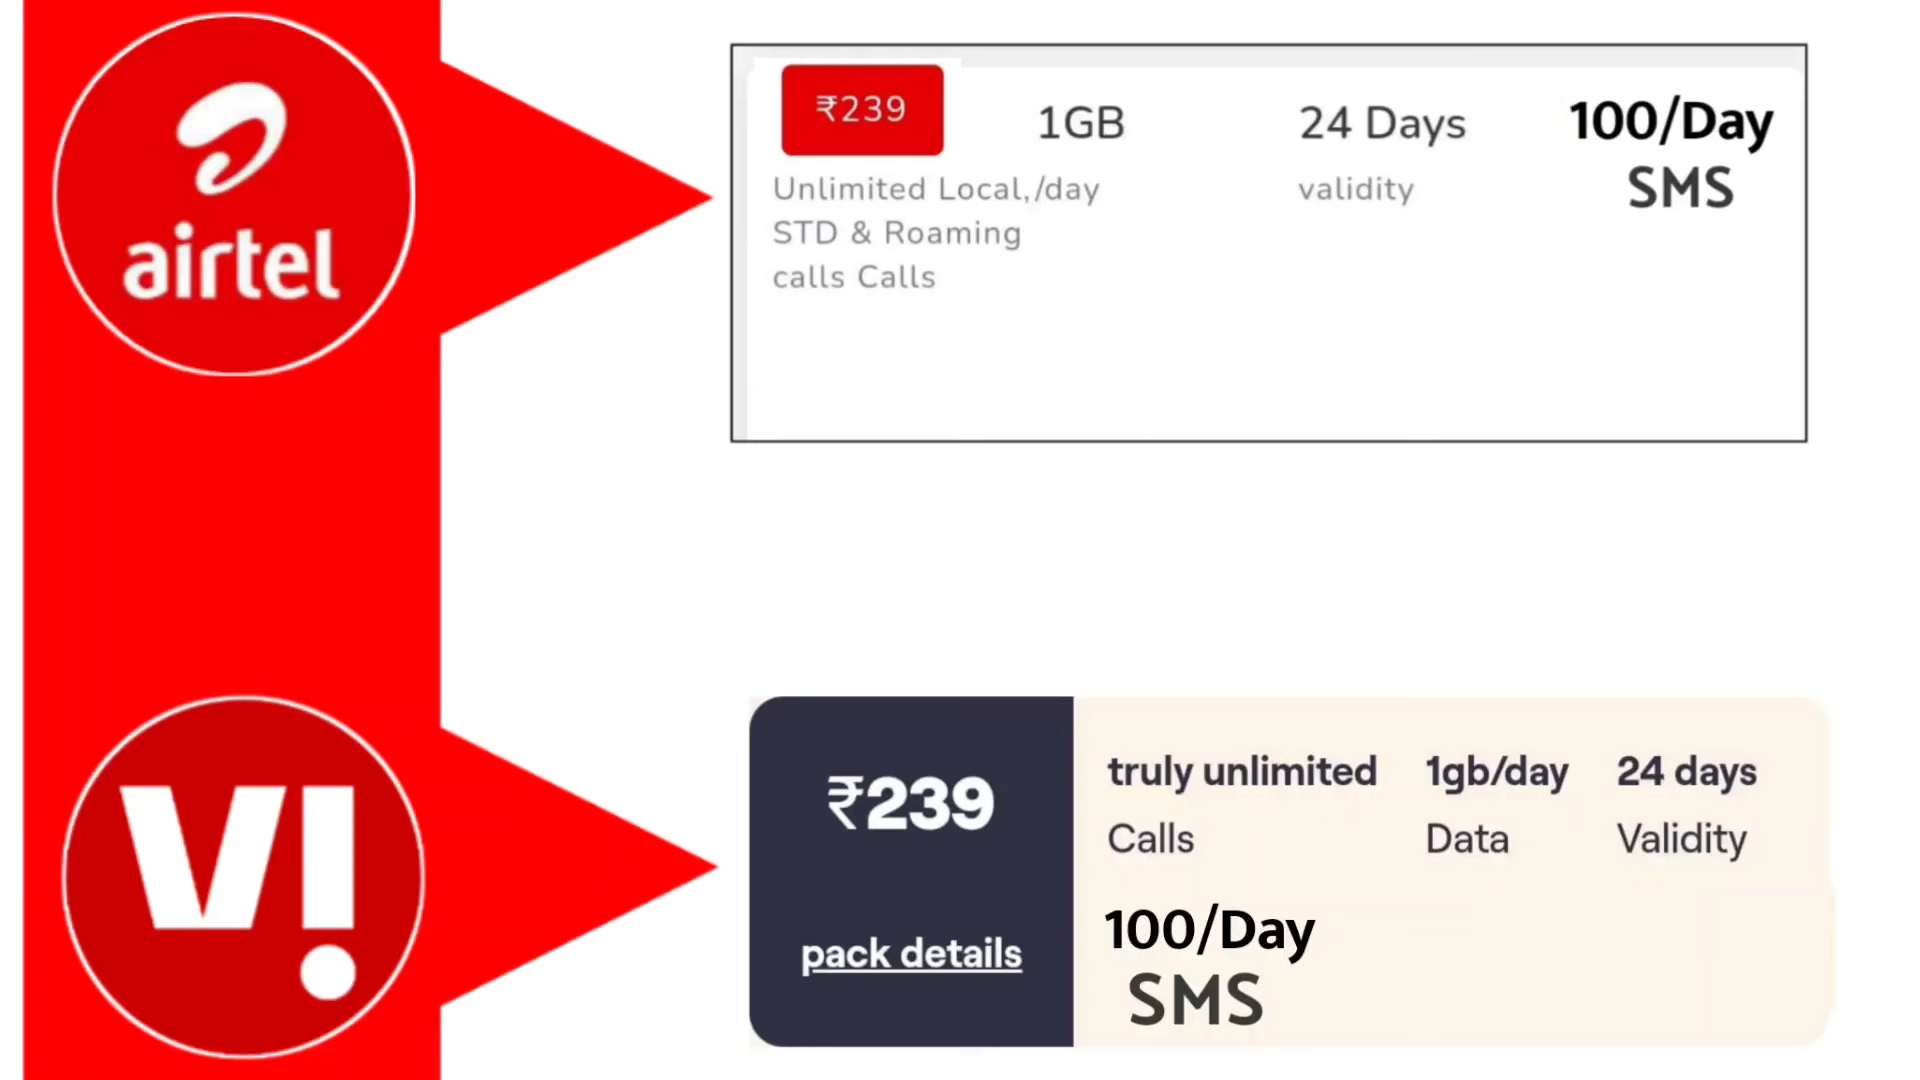 airtel
₹239
1GB
24 Days
100/Day
Unlimited Local,/day
validity
SMS
STD & Roaming
calls Calls
VI
₹239
truly unlimited
1gb/day
24 days
Calls
Data
Validity
pack details
100/Day
SMS